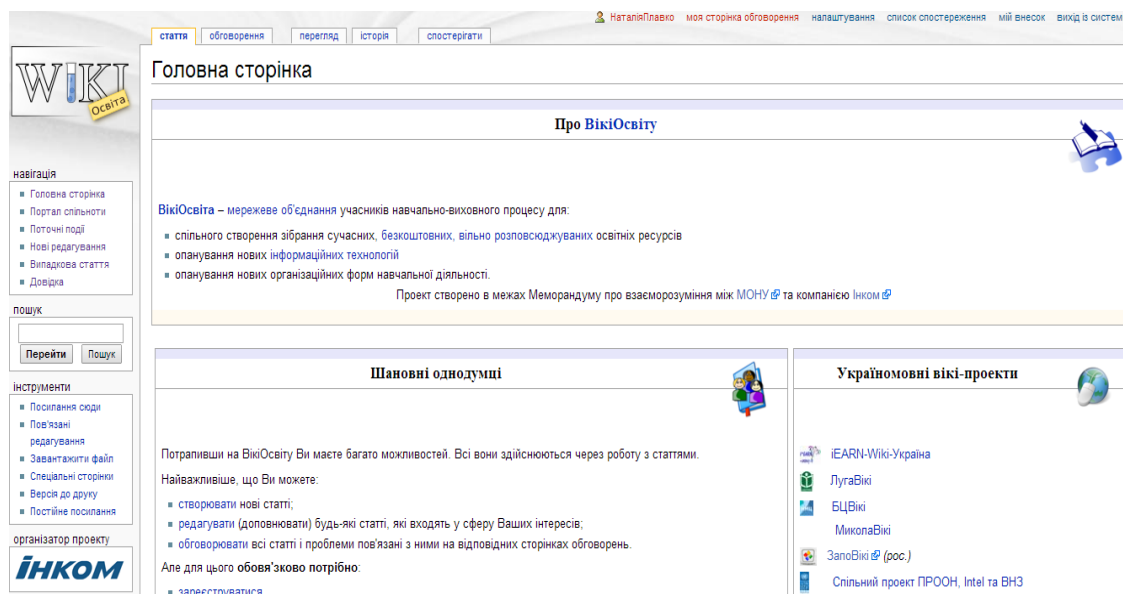 НаталіяПлавко моя сторінка обговорення налаштування список спостереження мій внесок вихід із систем
стаття обговорення перегляд історія спостерігати
WIKI
Освіта
Головна сторінка
Про ВікіОсвіту
ВікіОсвіта – мережеве об'єднання учасників навчально-виховного процесу для:
спільного створення зібрання сучасних, безкоштовних, вільно розповсюджуваних освітніх ресурсів
опанування нових інформаційних технологій
опанування нових організаційних форм навчальної діяльності.
Проект створено в межах Меморандуму про взаєморозуміння між МОНУ та компанією Інком
навігація
Головна сторінка
Портал спільноти
Поточні події
Нові редагування
Випадкова стаття
Довідка
пошук
Перейти Пошук
інструменти
Посилання сюди
Пов'язані
редагування
Завантажити файл
Спеціальні сторінки
Версія до друку
Постійне посилання
організатор проекту
інком
Шановні однодумці
Потрапивши на ВікіОсвіту Ви маєте багато можливостей. Всі вони здійснюються через роботу з статтями.
Найважливіше, що Ви можете:
створювати нові статті;
редагувати (доповнювати) будь-які статті, які входять у сферу Ваших інтересів;
обговорювати всі статті і проблеми пов'язані з ними на відповідних сторінках обговорень.
Але для цього обов'язково потрібно:
зареєструватися
Україномовні вікі-проекти
iEARN-Wiki-Україна
ЛугаВікі
БЦВікі
МиколаВікі
ЗапоВікі (рос.)
Спільний проект ПРООН, Intel та ВНЗ